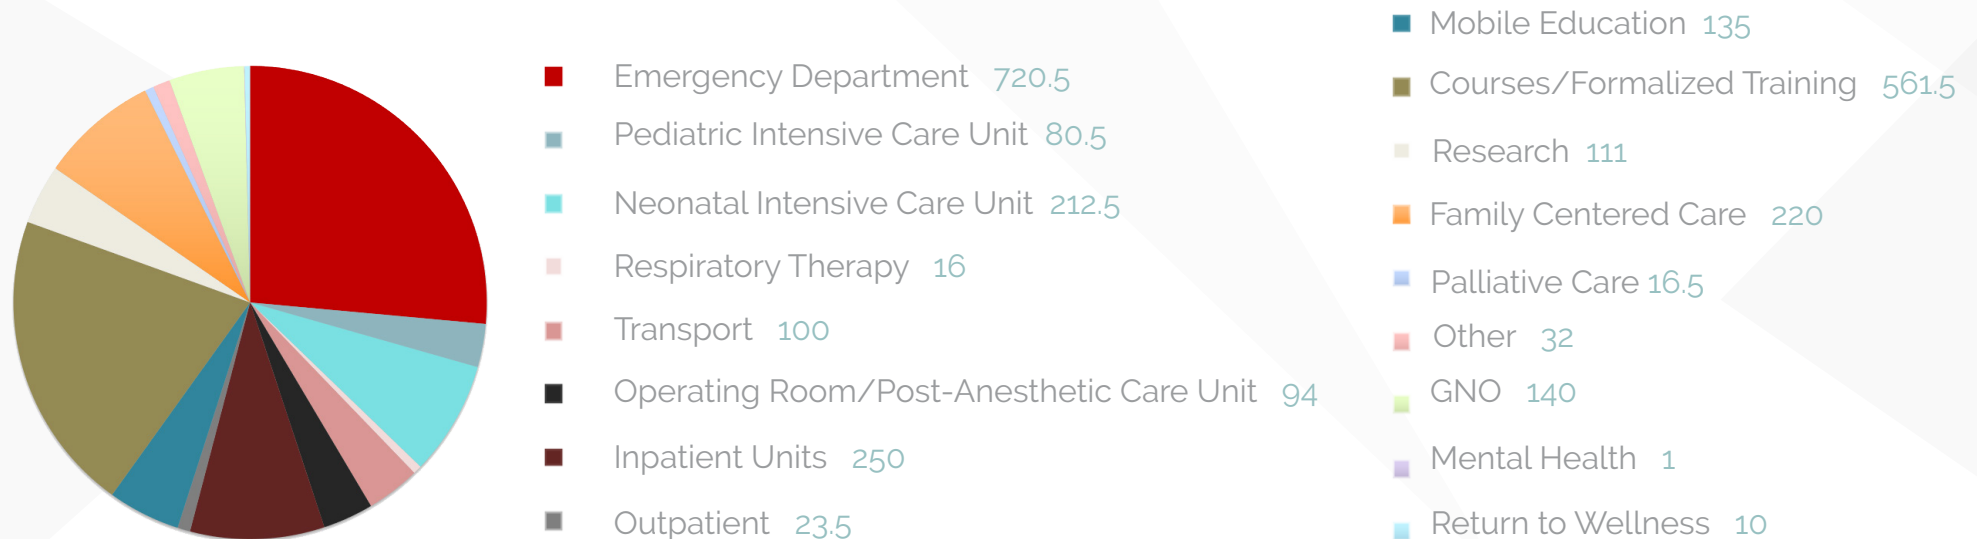 Emergency Department 720.5
Pediatric Intensive Care Unit 80.5
Neonatal Intensive Care Unit 212.5
Respiratory Therapy 16
Transport 100
Operating Room/Post-Anesthetic Care Unit 94
Inpatient Units 250
Outpatient 23.5
Mobile Education 135
Courses/Formalized Training 561.5
Research 111
Family Centered Care 220
Palliative Care 16.5
Other 32
GNO 140
Mental Health 1
Return to Wellness 10